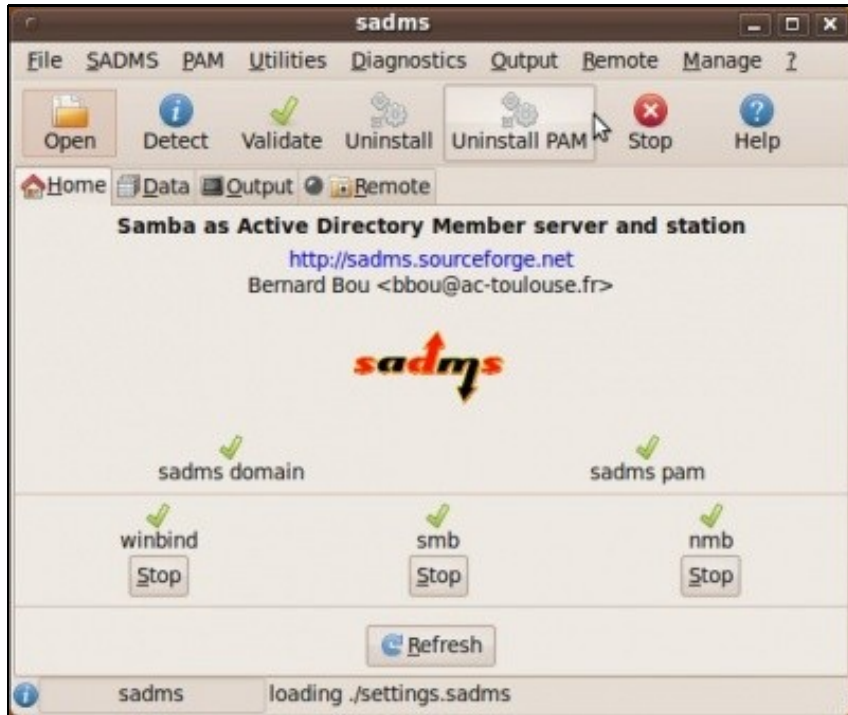 sadms
File SADMS PAM Utilities Diagnostics Output Remote Manage ?
Open Detect Validate Uninstall Uninstall PAM Stop Help
Home Data Output Remote
Samba as Active Directory Member server and station
http://sadms.sourceforge.net
Bernard Bou <bbou@ac-toulouse.fr>
sadms
sadms domain sadms pam
winbind smb nmb
Stop Stop Stop
Refresh
sadms loading ./settings.sadms